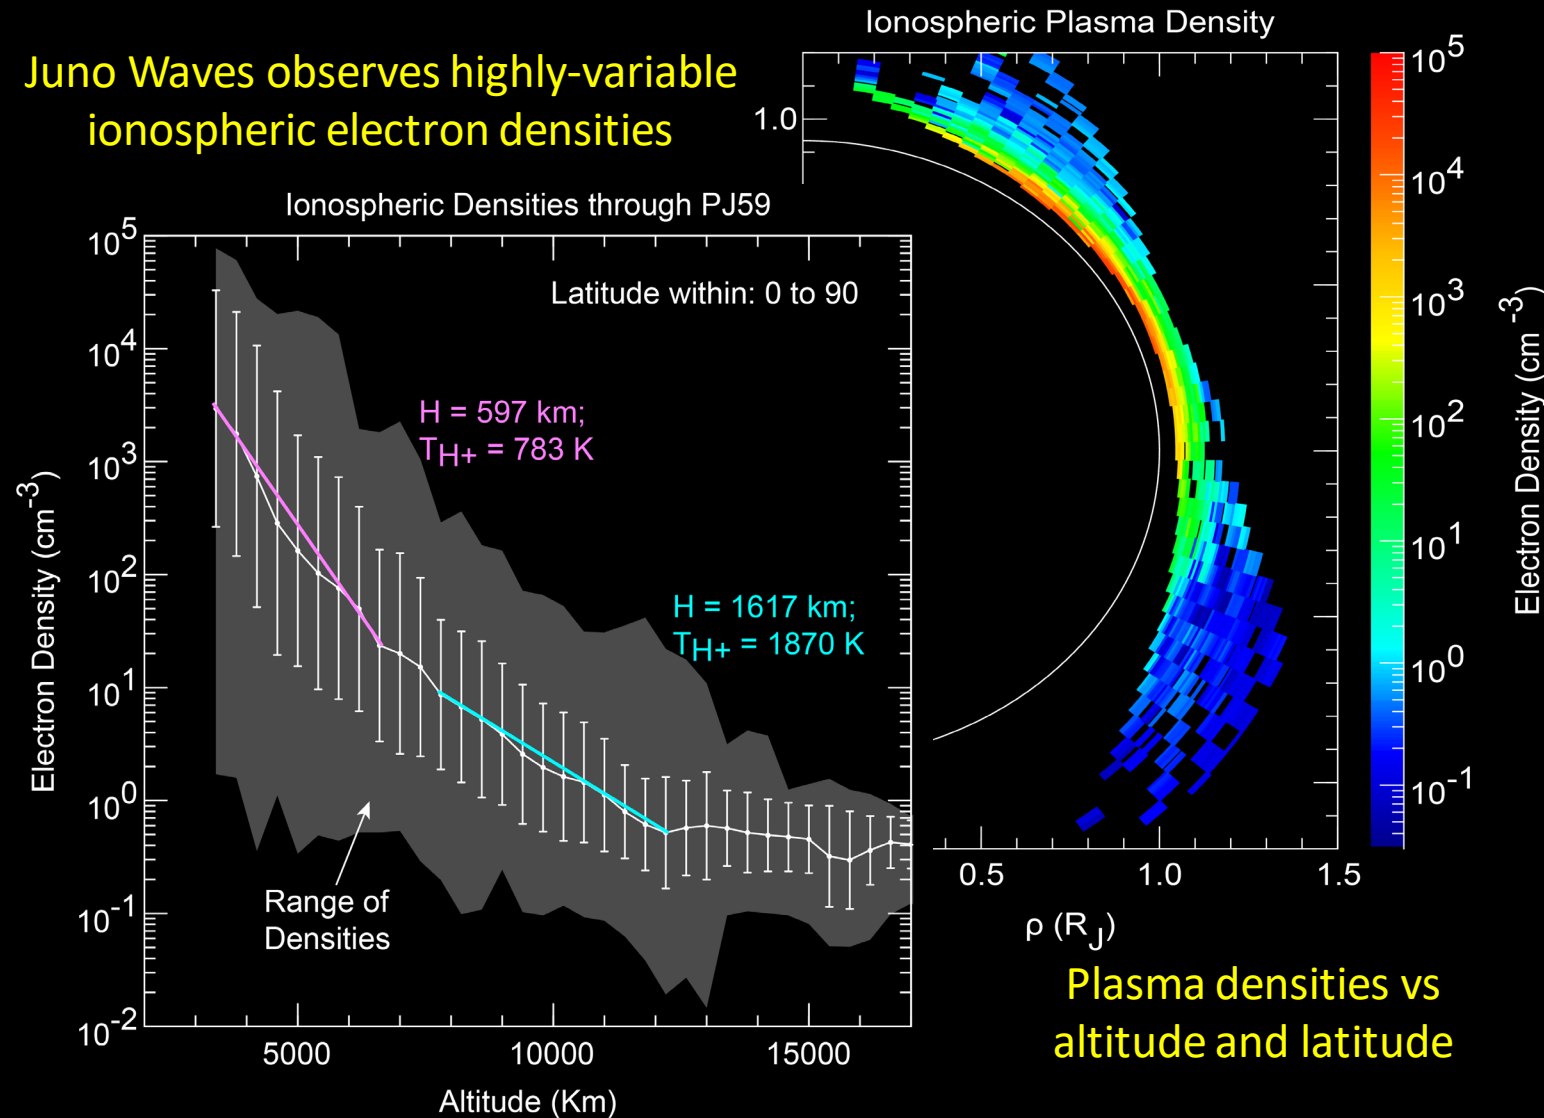 Juno Waves observes highly-variable
ionospheric electron densities
Ionospheric Densities through PJ59
10^5
10^4
10^3
10^2
10^1
10^0
10^-1
10^-2
Electron Density (cm^-3)
Latitude within: 0 to 90
H = 597 km;
T_H+ = 783 K
H = 1617 km;
T_H+ = 1870 K
Range of
Densities
5000 10000 15000
Altitude (Km)
Ionospheric Plasma Density
1.0
0.5 1.0 1.5
ρ (R_J)
10^5
10^4
10^3
10^2
10^1
10^0
10^-1
Electron Density (cm^-3)
Plasma densities vs
altitude and latitude